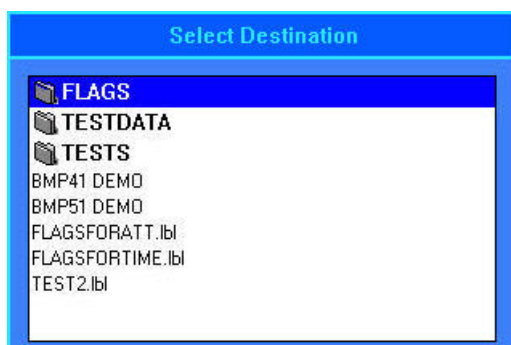 Select Destination
FLAGS
TESTDATA
TESTS
BMP41 DEMO
BMP51 DEMO
FLAGSFORATT.lbl
FLAGSFORTIME.lbl
TEST2.lbl